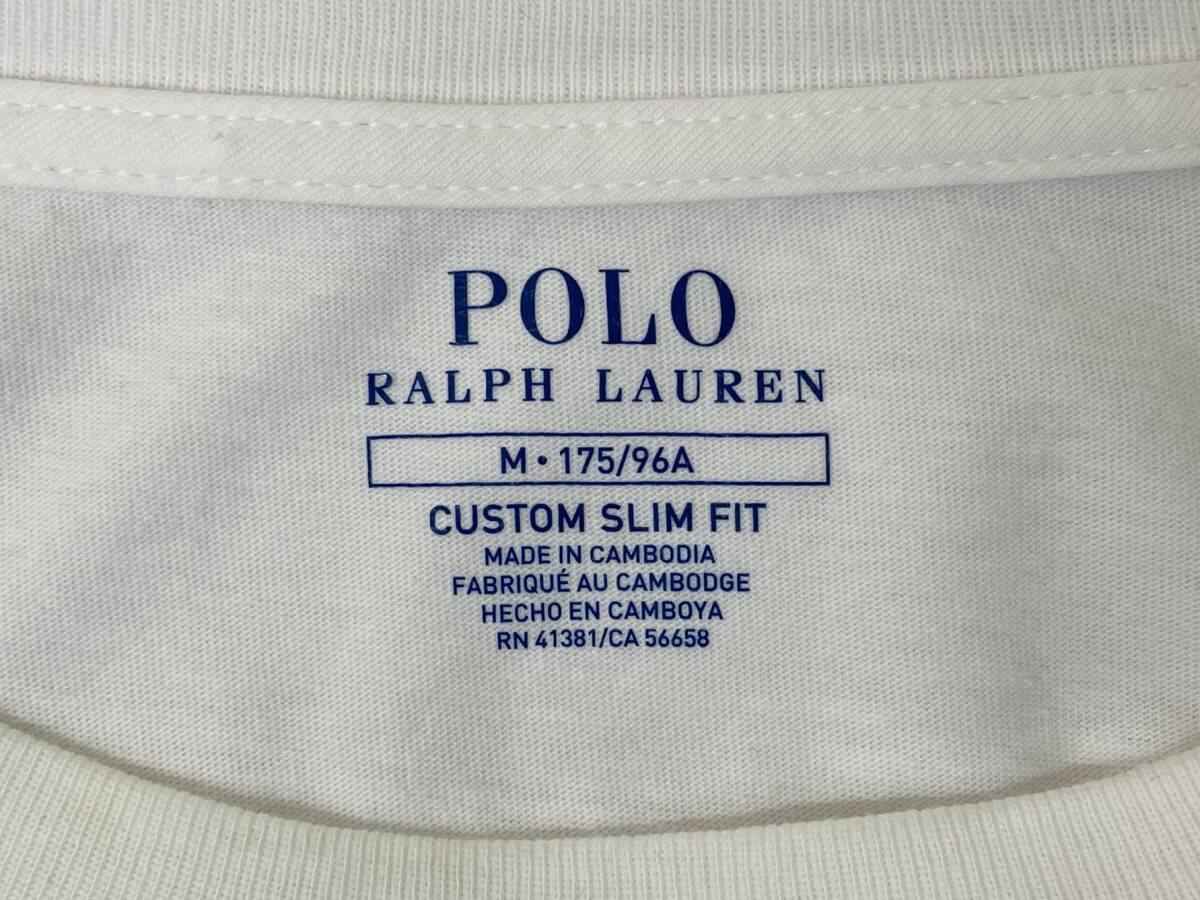 POLO
RALPH LAUREN
M • 175/96A
CUSTOM SLIM FIT
MADE IN CAMBODIA
FABRIQUÉ AU CAMBODGE
HECHO EN CAMBOYA
RN 41381/CA 56658